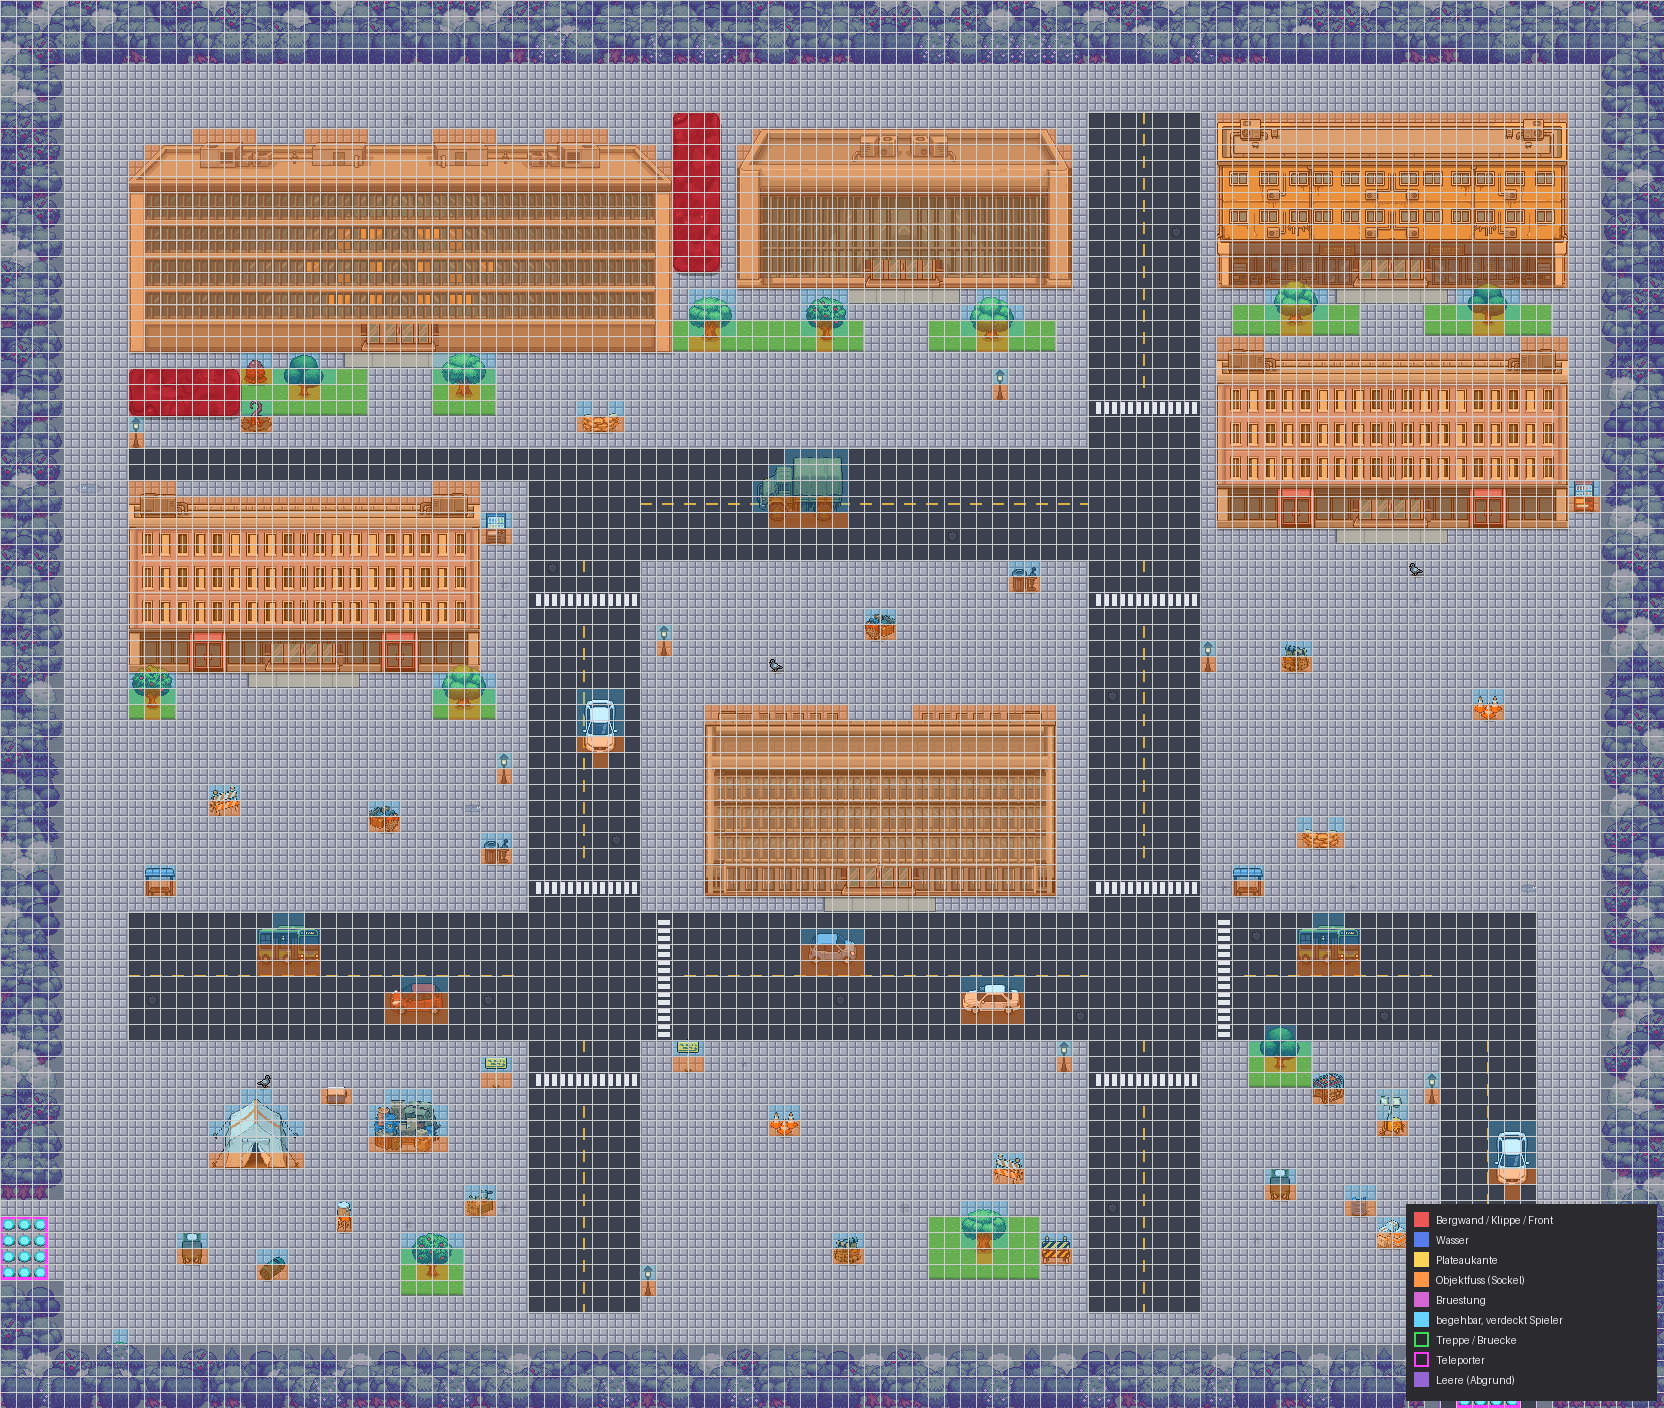 Bergwand / Klippe / Front
Wasser
Plateaukante
Objektfuss (Sockel)
Bruestung
begehbar, verdeckt Spieler
Treppe / Bruecke
Teleporter
Leere (Abgrund)